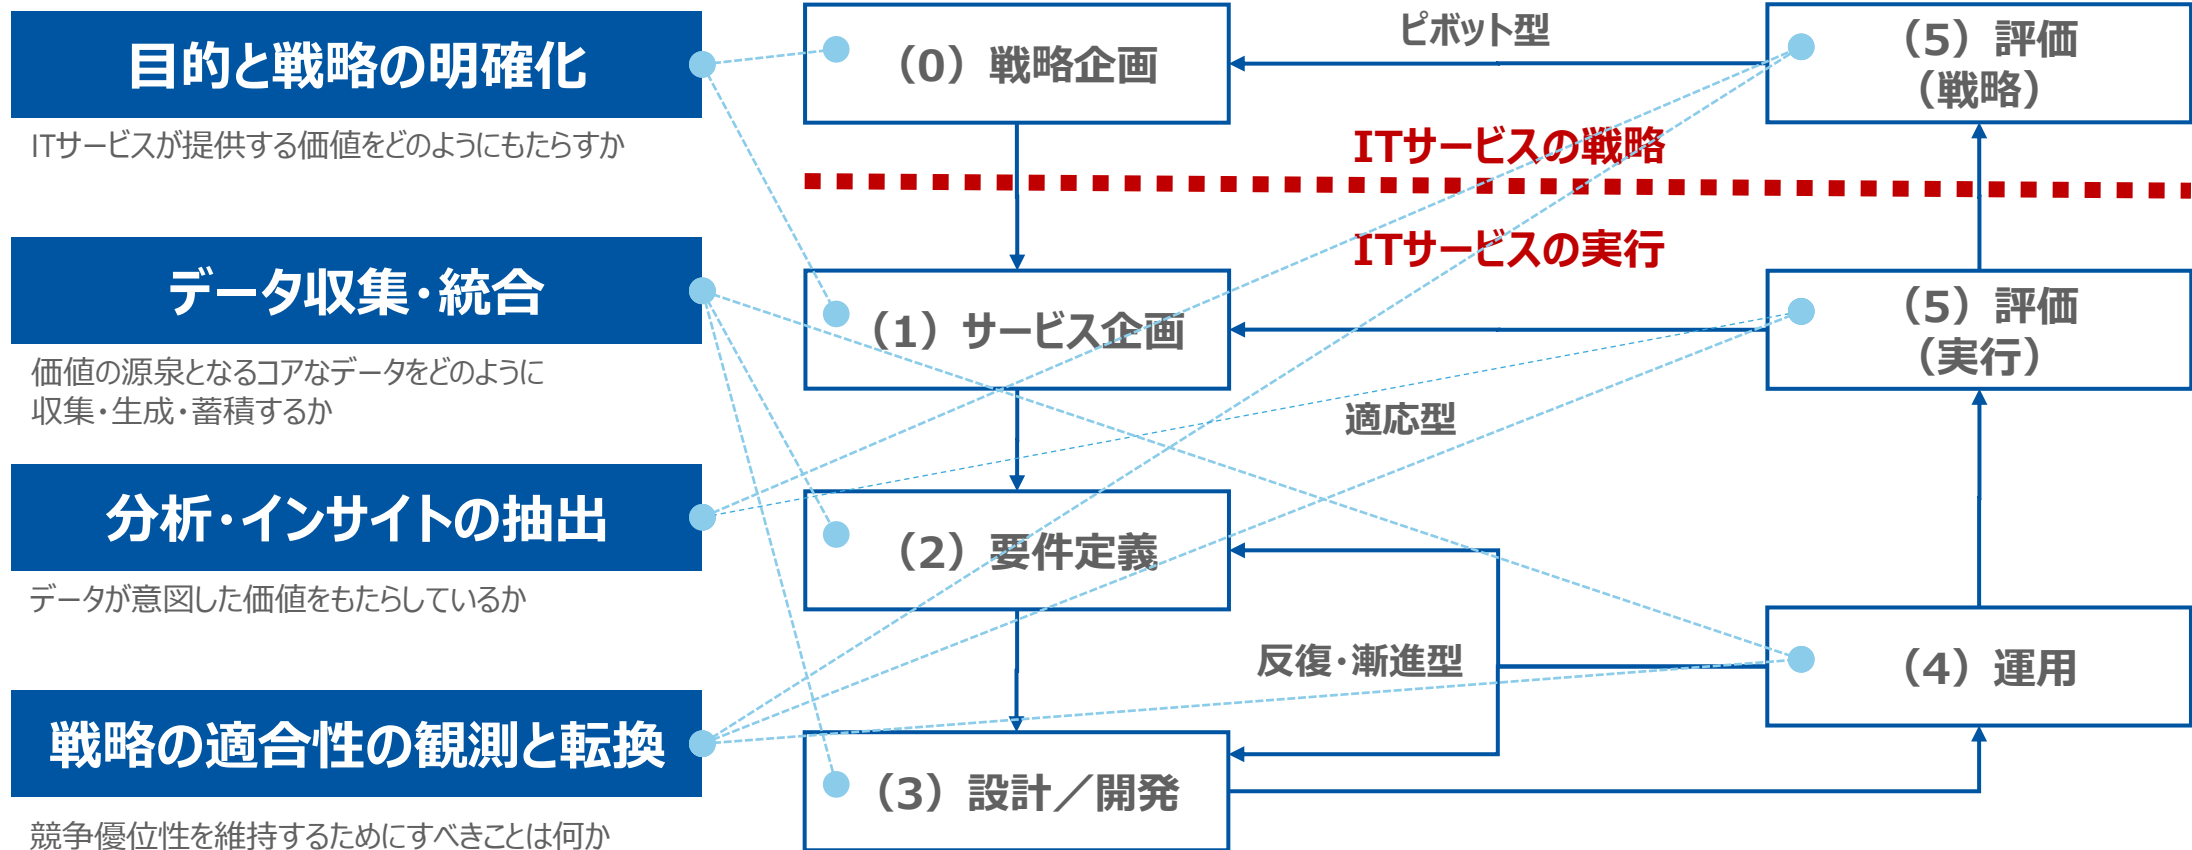 目的と戦略の明確化
ITサービスが提供する価値をどのようにもたらすか
データ収集・統合
価値の源泉となるコアなデータをどのように
収集・生成・蓄積するか
分析・インサイトの抽出
データが意図した価値をもたらしているか
戦略の適合性の観測と転換
競争優位性を維持するためにすべきことは何か
（0）戦略企画
ピボット型
（5）評価
（戦略）
ITサービスの戦略
ITサービスの実行
（1）サービス企画
（5）評価
（実行）
適応型
（2）要件定義
反復・漸進型
（4）運用
（3）設計／開発